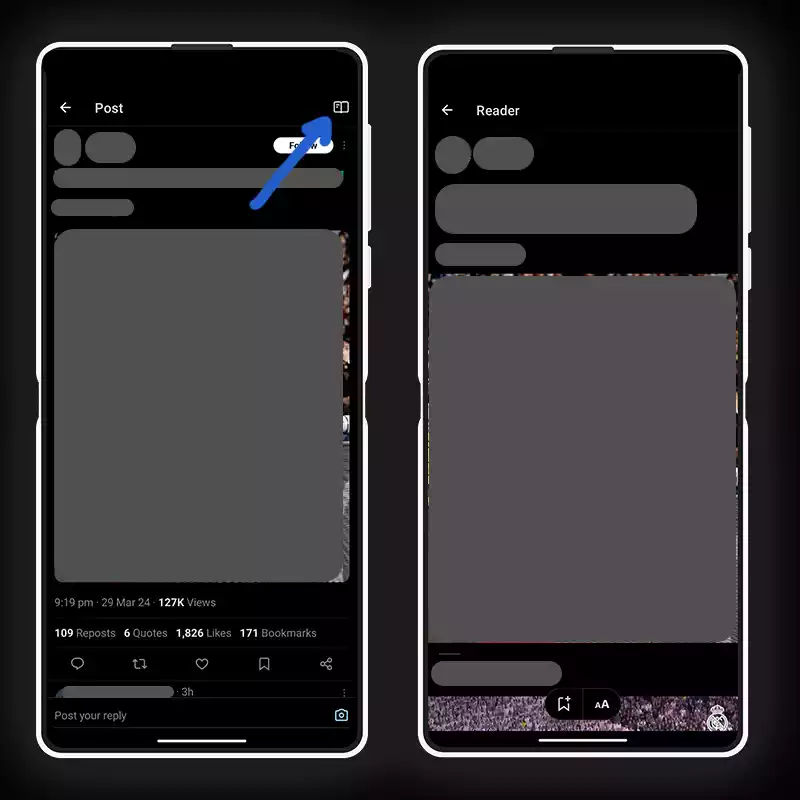 Post
Follow
9:19 pm · 29 Mar 24 · 127K Views
109 Reposts 6 Quotes 1,826 Likes 171 Bookmarks
· 3h
Post your reply
Reader
AA